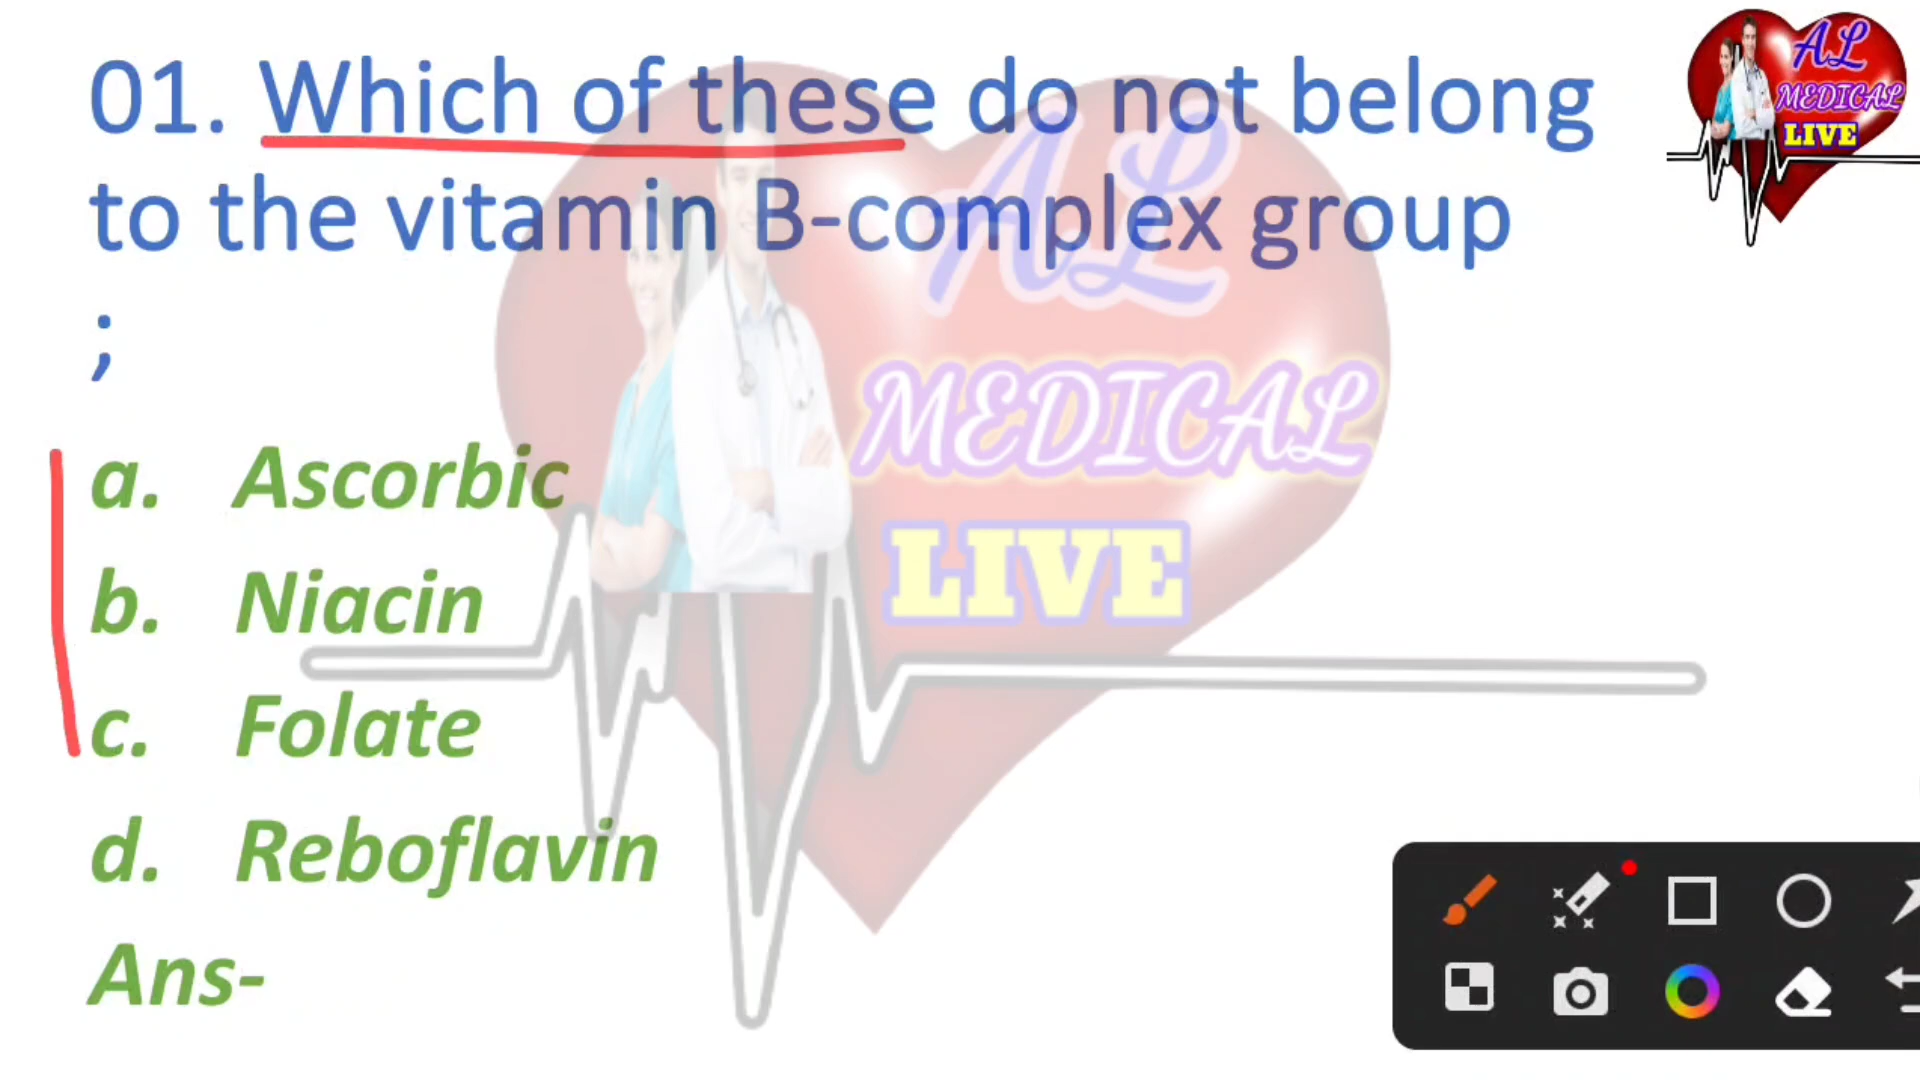 01. Which of these do not belong
to the vitamin B-complex group
;
a. Ascorbic
b. Niacin
c. Folate
d. Reboflavin
Ans-
AL
MEDICAL
LIVE
AL
MEDICAL
LIVE